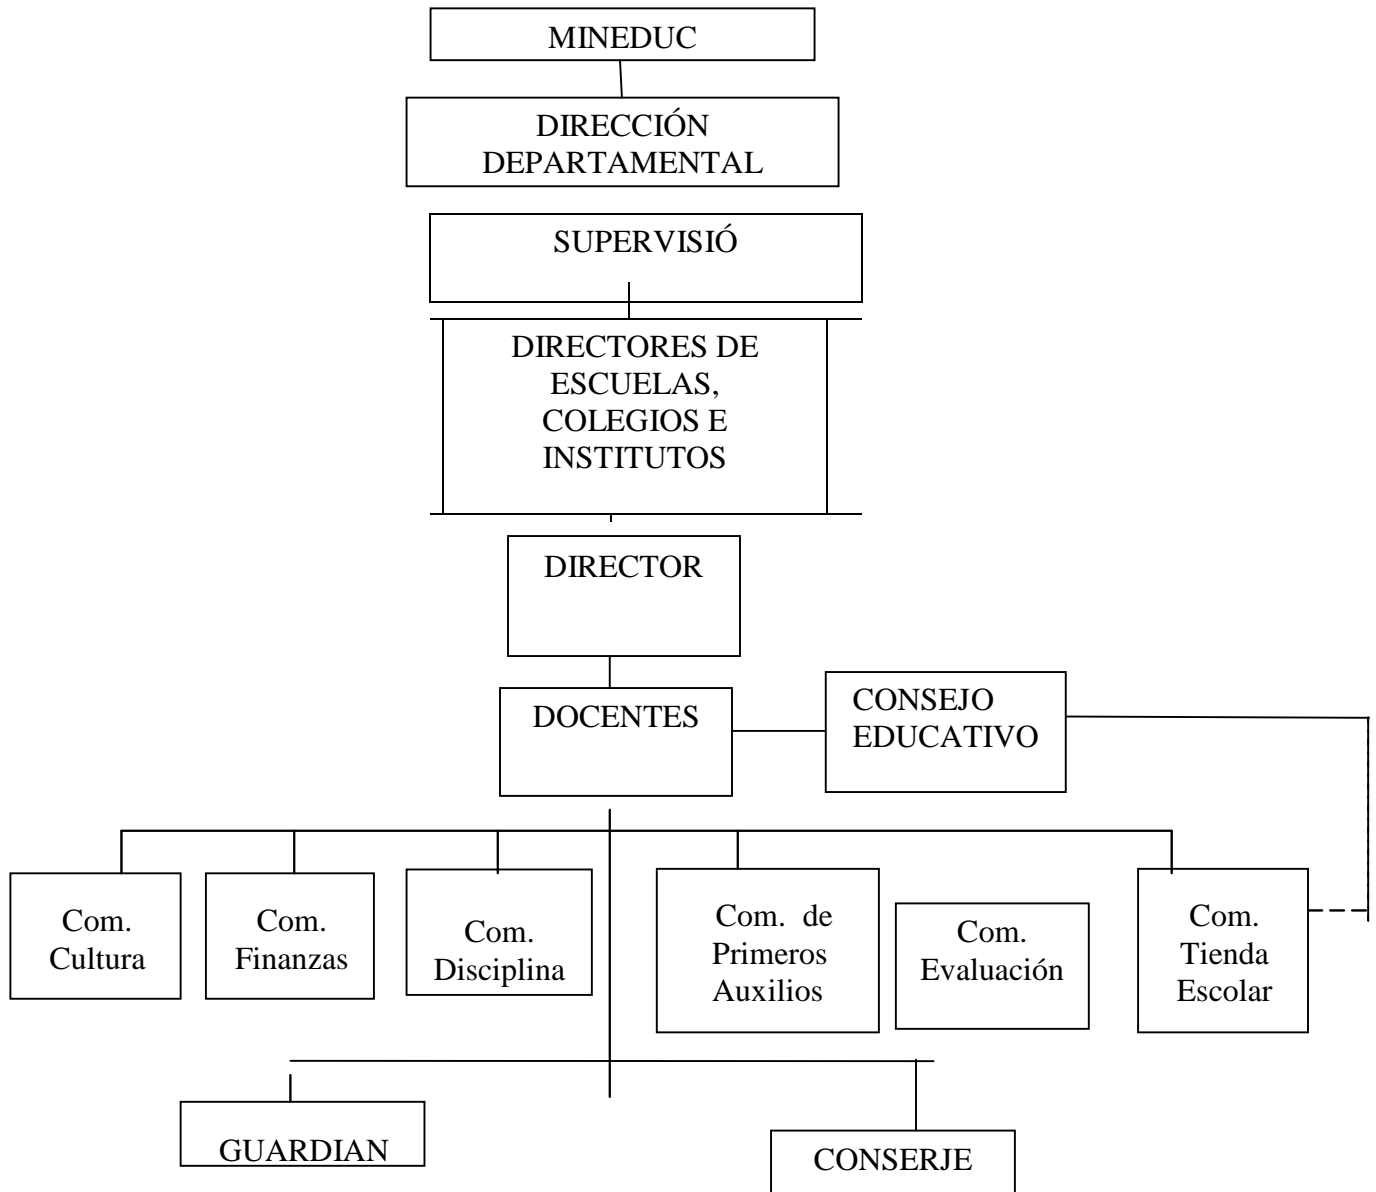 MINEDUC
DIRECCIÓN
DEPARTAMENTAL
SUPERVISIÓ
DIRECTORES DE
ESCUELAS,
COLEGIOS E
INSTITUTOS
DIRECTOR
DOCENTES
CONSEJO
EDUCATIVO
Com.
Cultura
Com.
Finanzas
Com.
Disciplina
Com. de
Primeros
Auxilios
Com.
Evaluación
Com.
Tienda
Escolar
GUARDIAN
CONSERJE